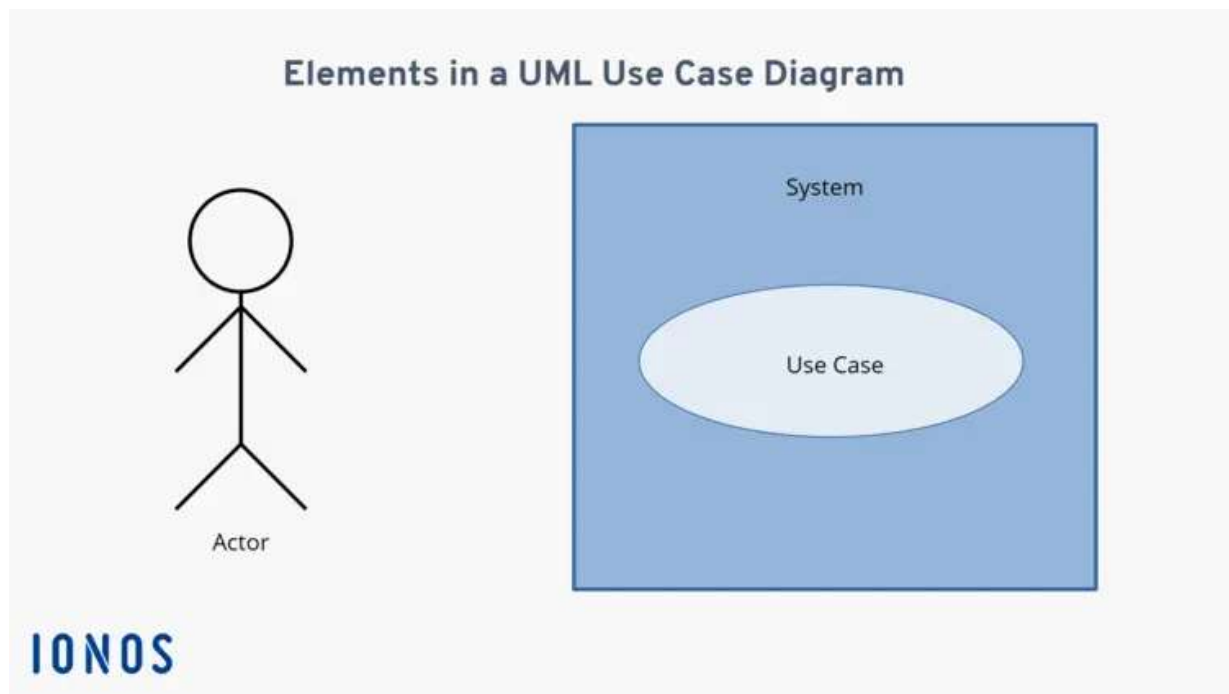 Elements in a UML Use Case Diagram
System
Use Case
Actor
IONOS